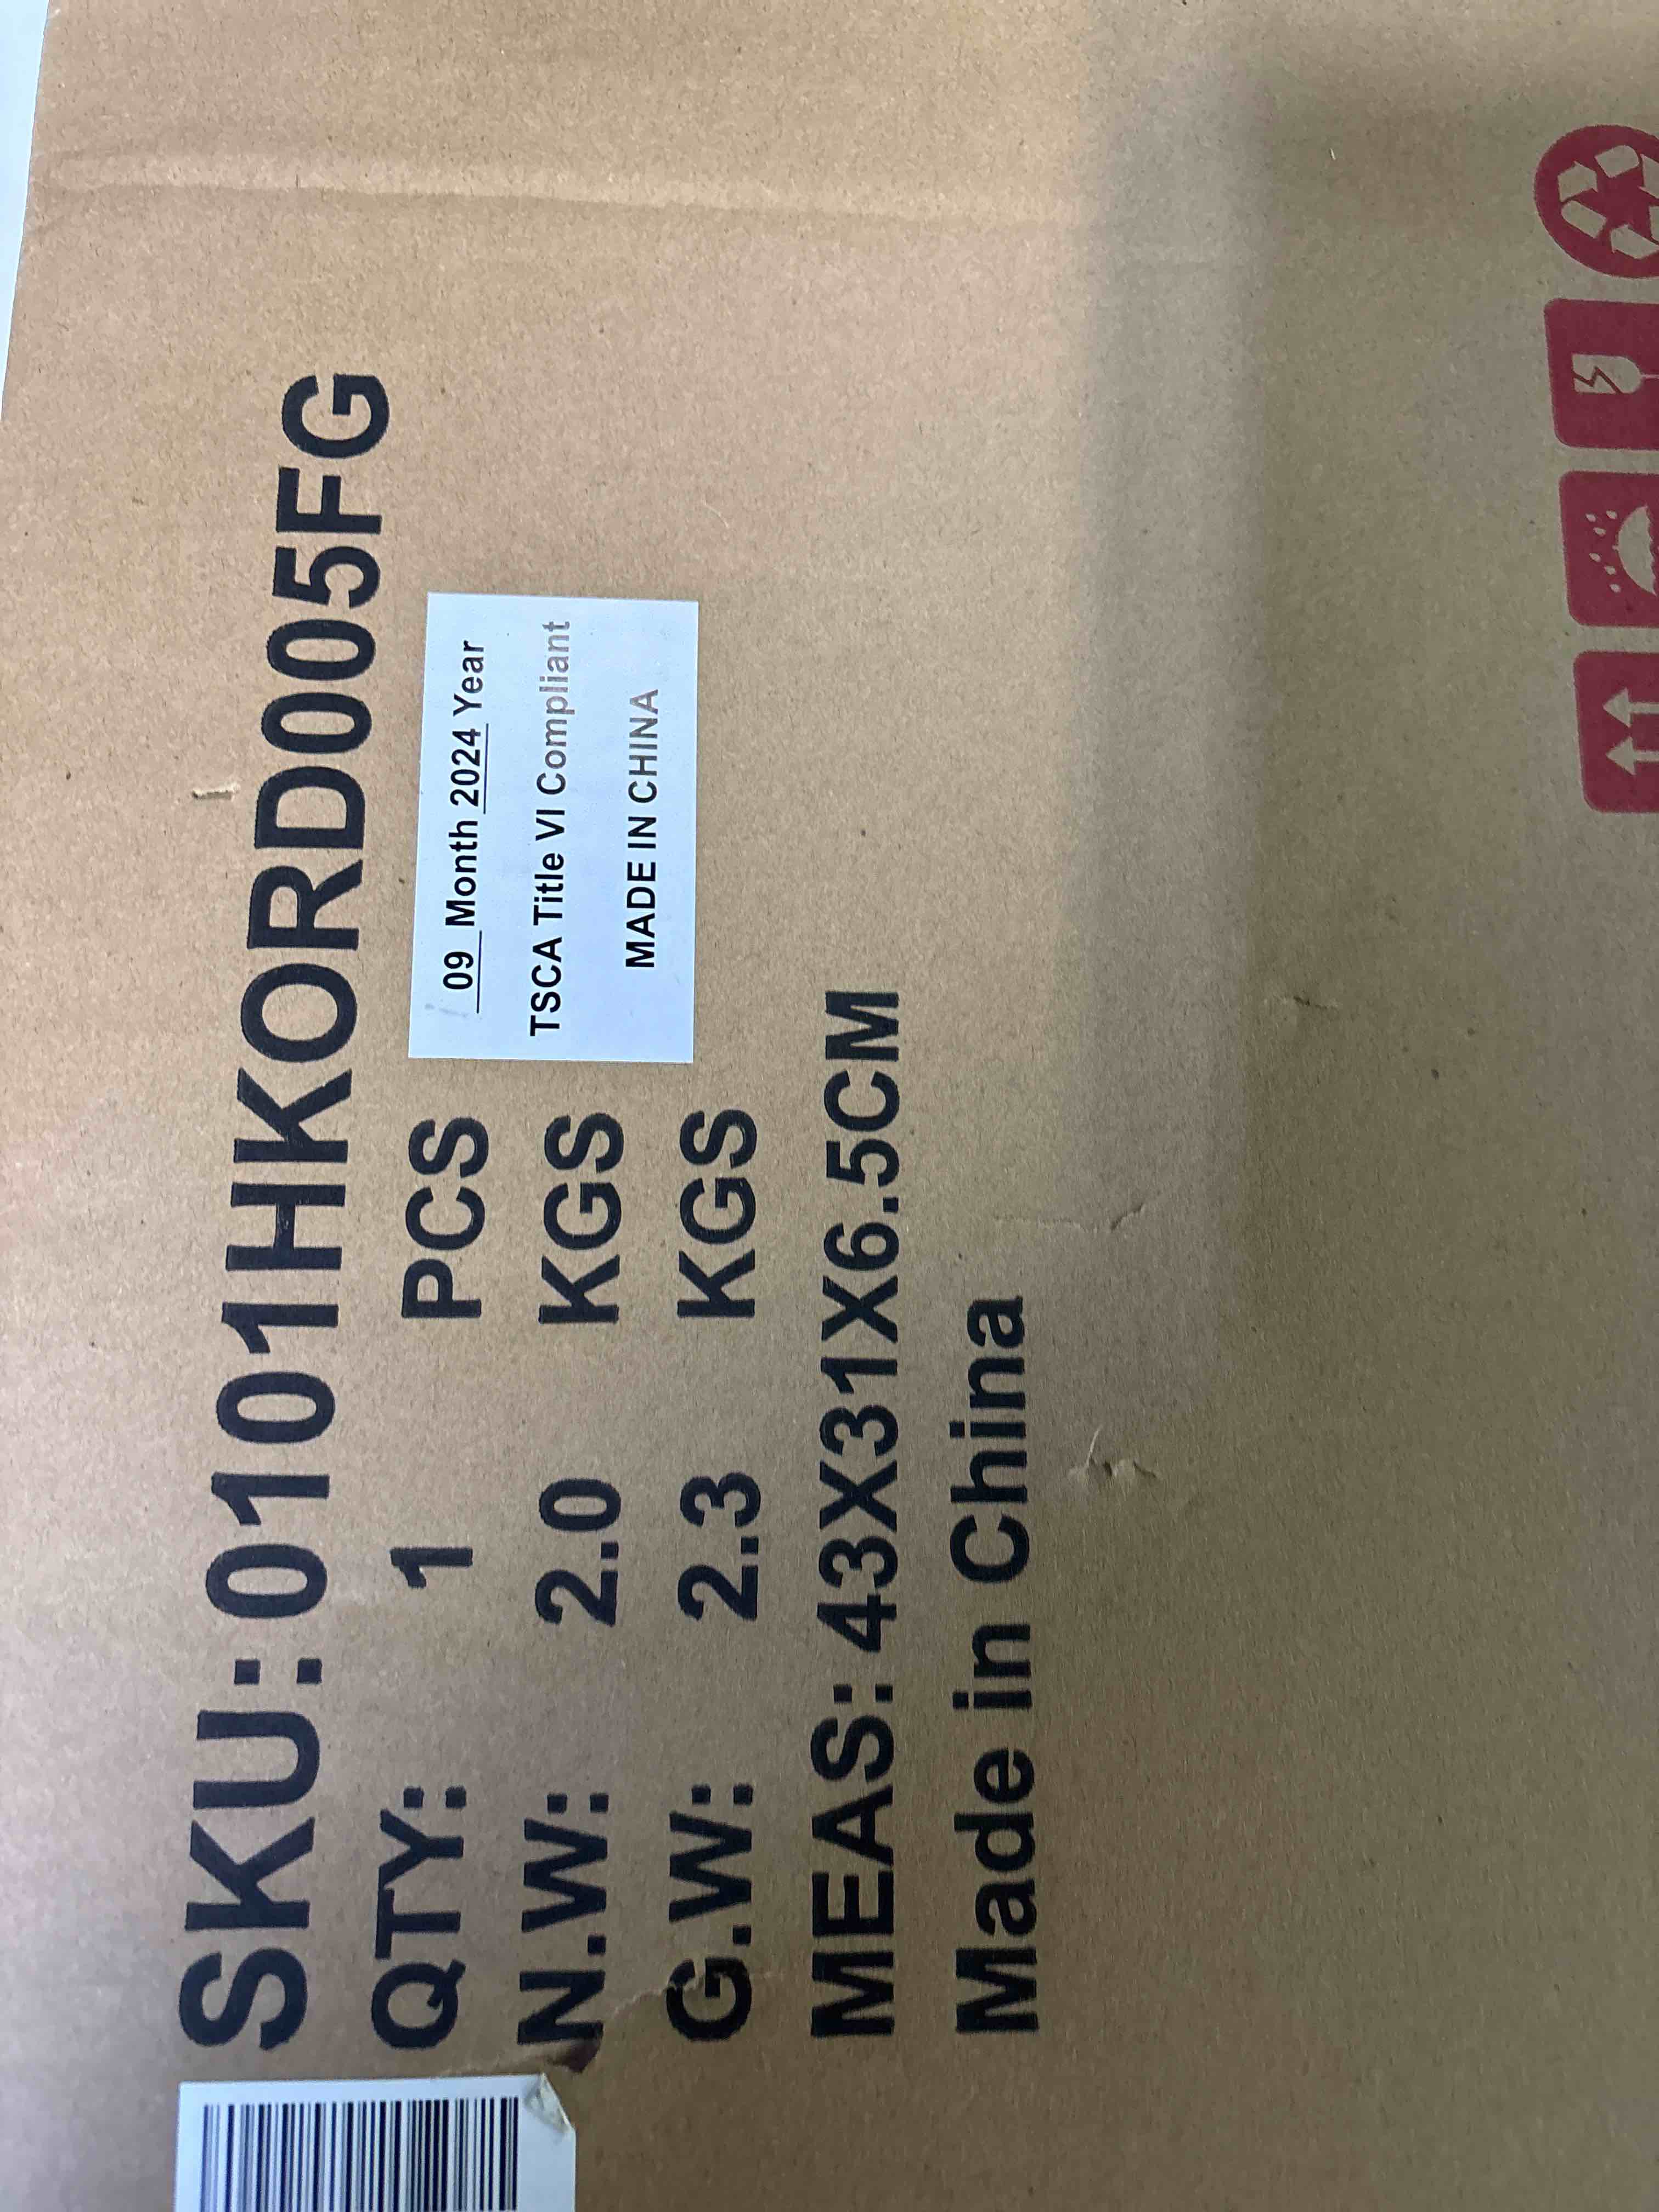 SKU:0101HKORD005FG
QTY: 1 PCS
N.W: 2.0 KGS
G.W: 2.3 KGS
MEAS: 43X31X6.5CM
Made in China
09 Month 2024 Year
TSCA Title VI Compliant
MADE IN CHINA